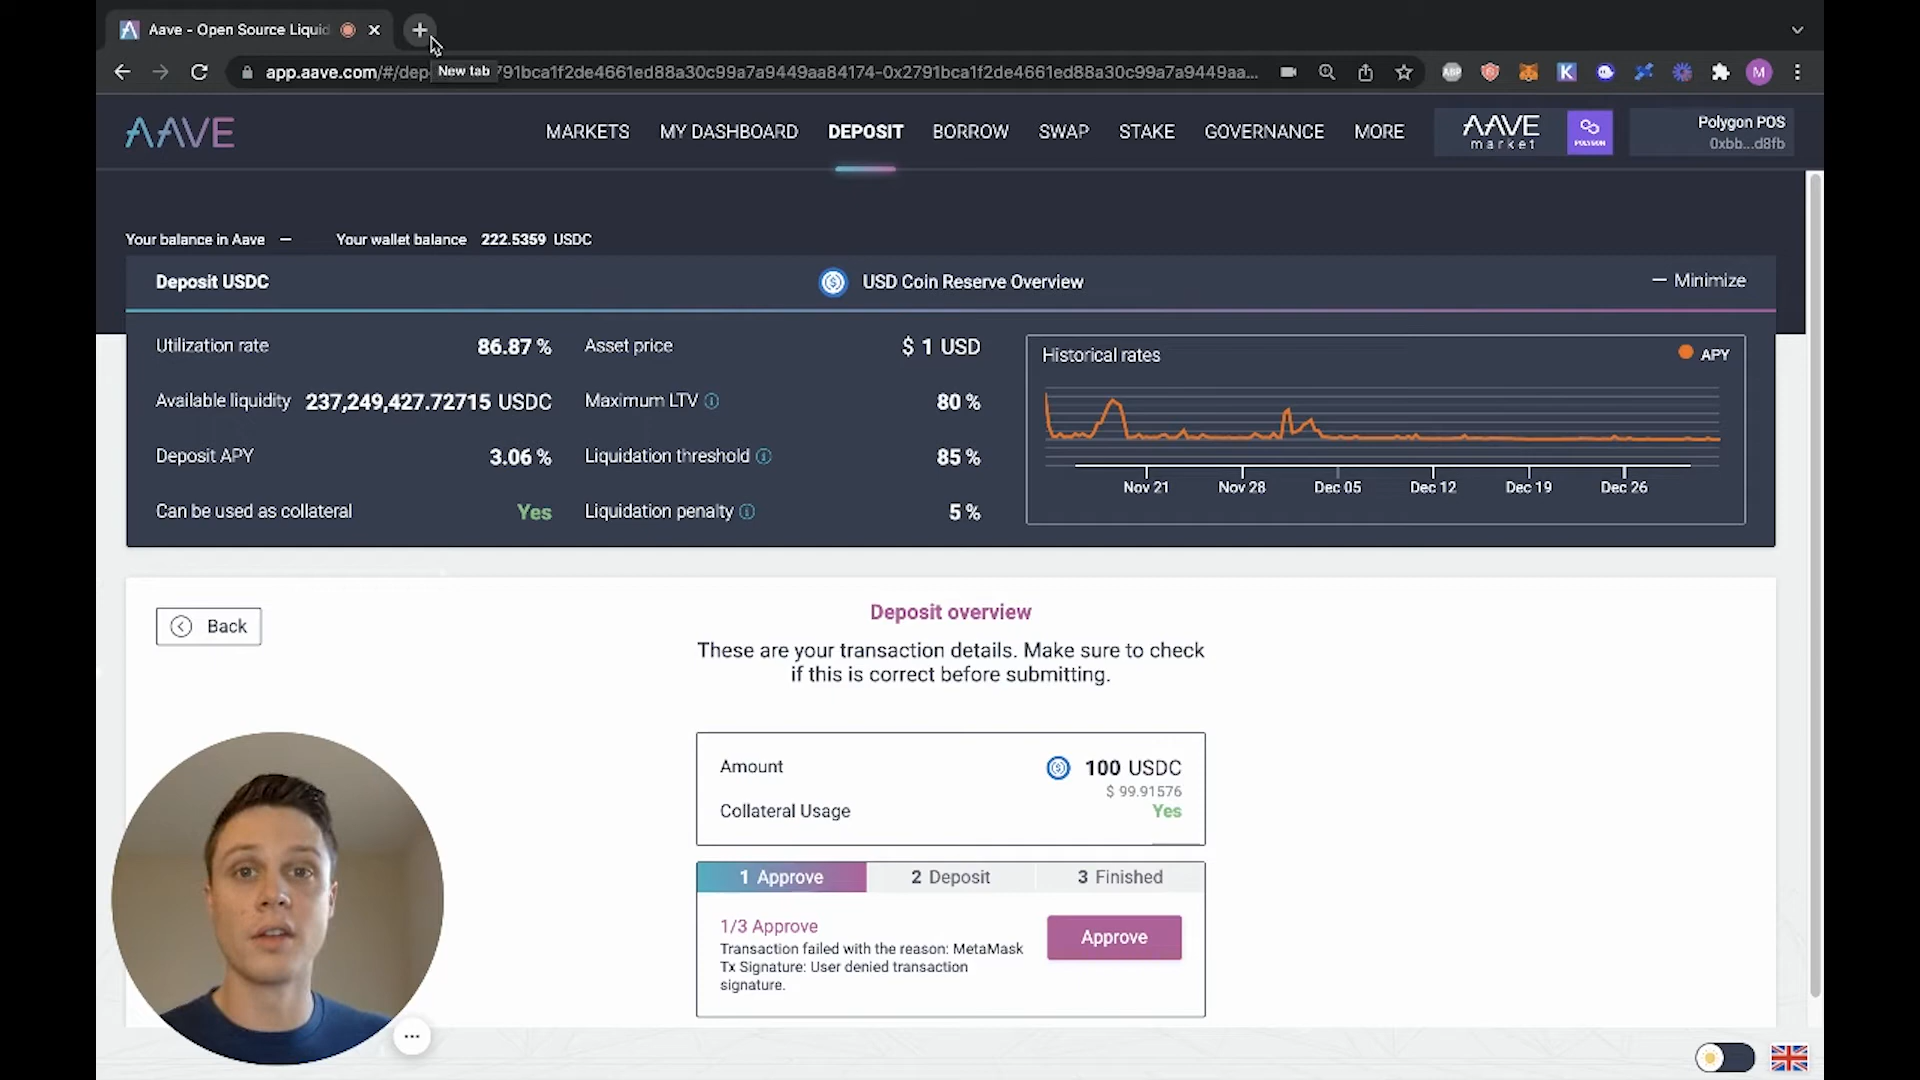 Aave - Open Source Liquid
app.aave.com/#/dep
New tab
791bca1f2de4661ed88a30c99a7a9449aa84174-0x2791bca1f2de4661ed88a30c99a7a9449aa...
ABP
K
M
AAVE
MARKETS
MY DASHBOARD
DEPOSIT
BORROW
SWAP
STAKE
GOVERNANCE
MORE
AAVE
market
POLYGON
Polygon POS
0xbb...d8fb
Your balance in Aave –
Your wallet balance 222.5359 USDC
Deposit USDC
USD Coin Reserve Overview
– Minimize
Utilization rate 86.87 %
Available liquidity 237,249,427.72715 USDC
Deposit APY 3.06 %
Can be used as collateral Yes
Asset price $ 1 USD
Maximum LTV 80 %
Liquidation threshold 85 %
Liquidation penalty 5 %
Historical rates
APY
Nov 21 Nov 28 Dec 05 Dec 12 Dec 19 Dec 26
Back
Deposit overview
These are your transaction details. Make sure to check
if this is correct before submitting.
Amount
100 USDC
$ 99.91576
Collateral Usage
Yes
1 Approve
2 Deposit
3 Finished
1/3 Approve
Transaction failed with the reason: MetaMask
Tx Signature: User denied transaction
signature.
Approve